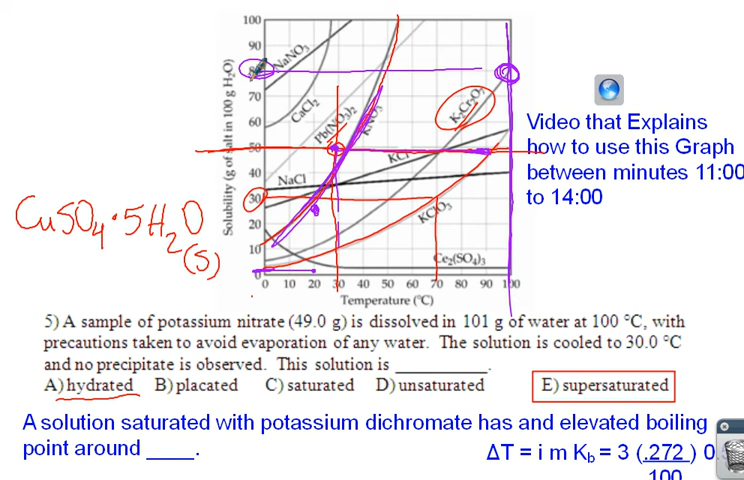 100
90
80
70
60
50
40
30
20
10
0
Solubility (g of salt in 100 g H₂O)
NaNO₃
CaCl₂
Pb(NO₃)₂
KNO₃
K₂Cr₂O₇
KCl
NaCl
KClO₃
Ce₂(SO₄)₃
0 10 20 30 40 50 60 70 80 90 100
Temperature (°C)
Video that Explains
how to use this Graph
between minutes 11:00
to 14:00
CuSO₄·5H₂O
(s)
5) A sample of potassium nitrate (49.0 g) is dissolved in 101 g of water at 100 °C, with
precautions taken to avoid evaporation of any water. The solution is cooled to 30.0 °C
and no precipitate is observed. This solution is __________.
A) hydrated B) placated C) saturated D) unsaturated E) supersaturated
A solution saturated with potassium dichromate has and elevated boiling
point around ____.
ΔT = i m K_b = 3 (.272) 0.
100